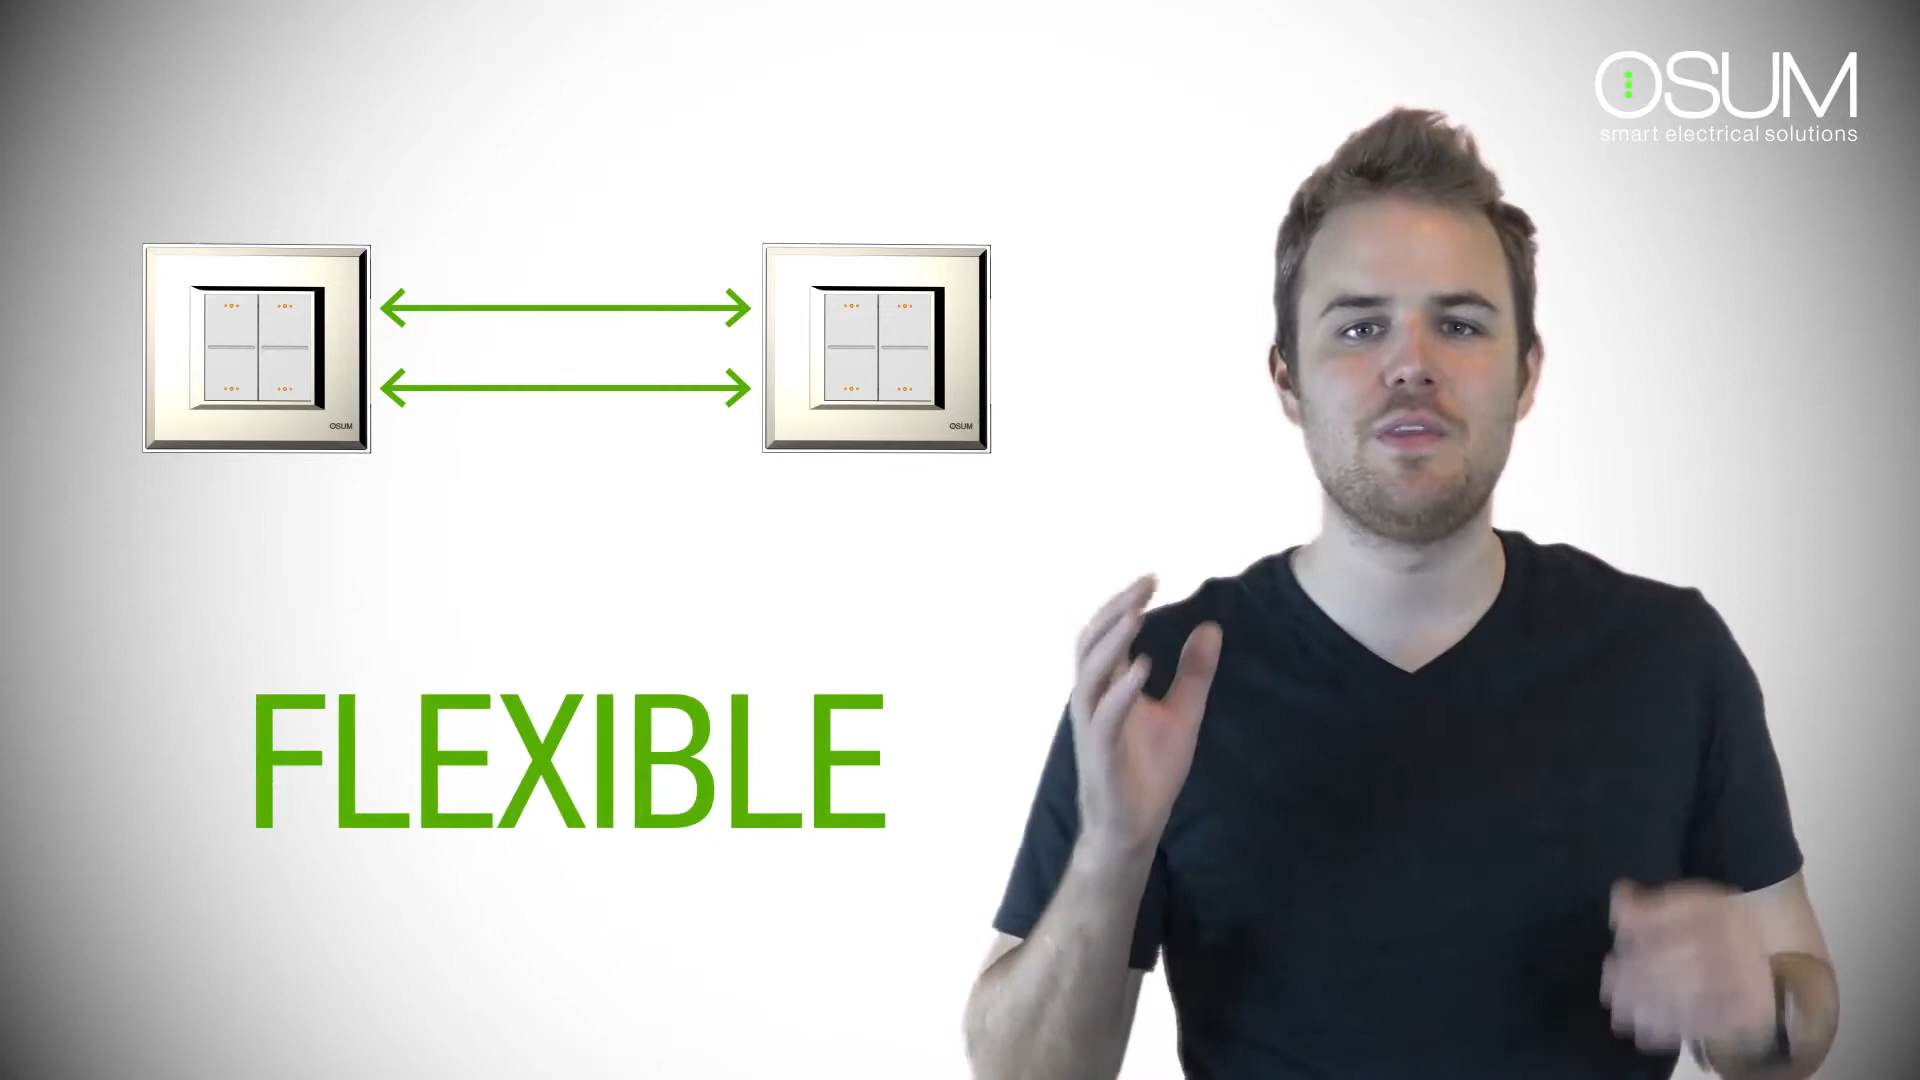 OSUM
smart electrical solutions
OSUM
OSUM
FLEXIBLE